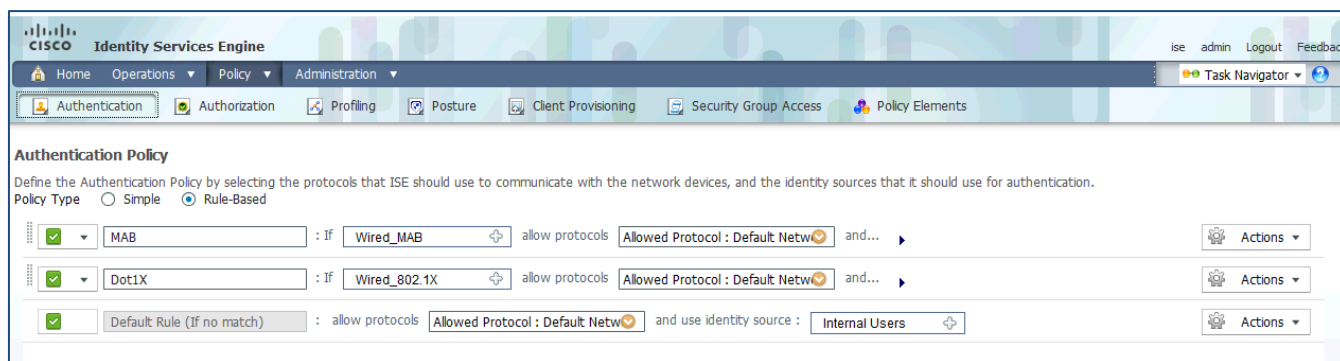 CISCO Identity Services Engine
ise admin Logout Feedbac
Home Operations Policy Administration
Task Navigator
Authentication Authorization Profiling Posture Client Provisioning Security Group Access Policy Elements
Authentication Policy
Define the Authentication Policy by selecting the protocols that ISE should use to communicate with the network devices, and the identity sources that it should use for authentication.
Policy Type Simple Rule-Based
MAB : If Wired_MAB allow protocols Allowed Protocol : Default Netw and... Actions
Dot1X : If Wired_802.1X allow protocols Allowed Protocol : Default Netw and... Actions
Default Rule (If no match) : allow protocols Allowed Protocol : Default Netw and use identity source : Internal Users Actions